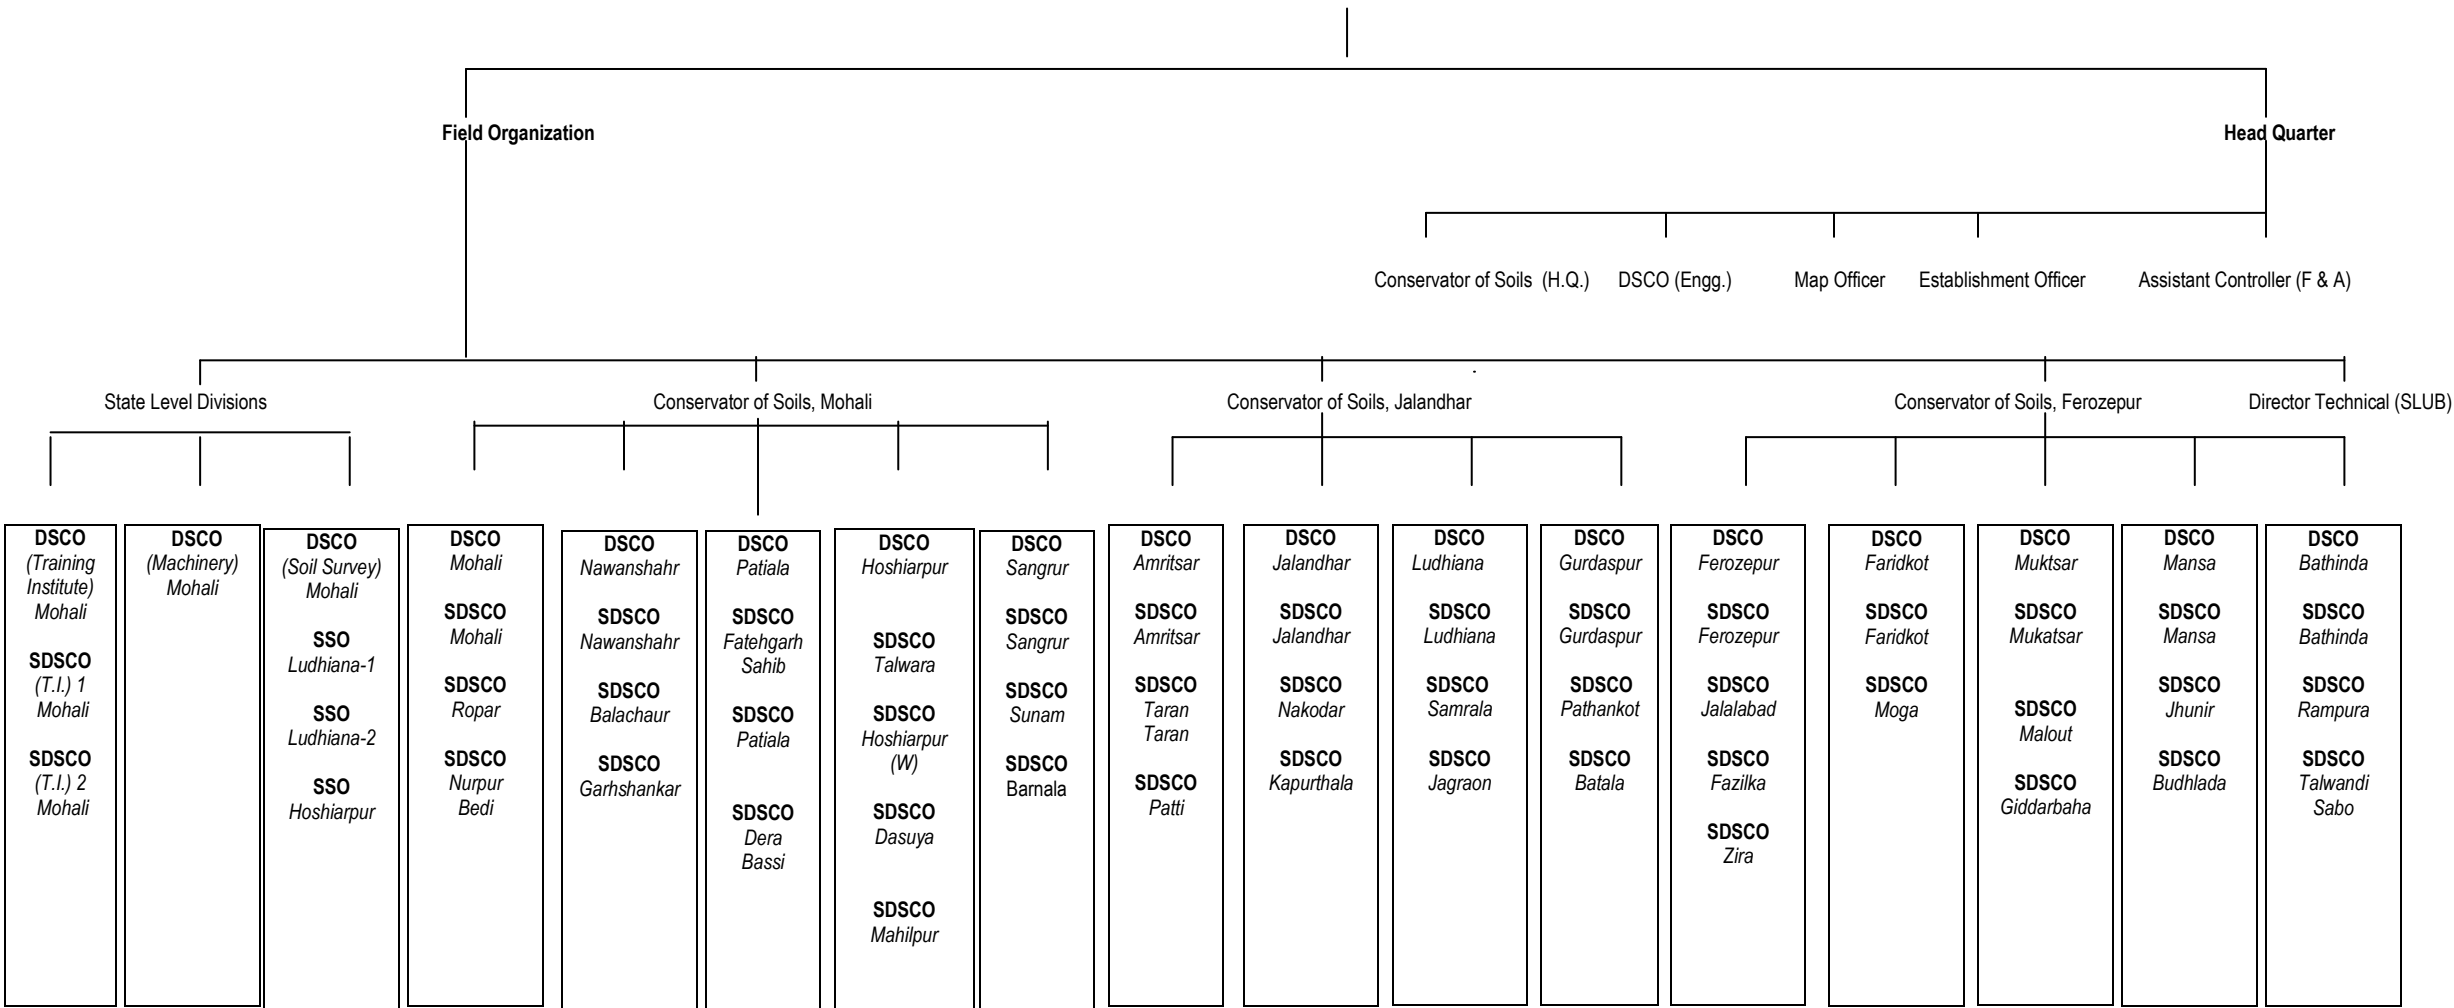 Field Organization
Head Quarter
Conservator of Soils (H.Q.)
DSCO (Engg.)
Map Officer
Establishment Officer
Assistant Controller (F & A)
State Level Divisions
Conservator of Soils, Mohali
Conservator of Soils, Jalandhar
Conservator of Soils, Ferozepur
Director Technical (SLUB)
DSCO
(Training
Institute)
Mohali
SDSCO
(T.I.) 1
Mohali
SDSCO
(T.I.) 2
Mohali
DSCO
(Machinery)
Mohali
DSCO
(Soil Survey)
Mohali
SSO
Ludhiana-1
SSO
Ludhiana-2
SSO
Hoshiarpur
DSCO
Mohali
SDSCO
Mohali
SDSCO
Ropar
SDSCO
Nurpur
Bedi
DSCO
Nawanshahr
SDSCO
Nawanshahr
SDSCO
Balachaur
SDSCO
Garhshankar
DSCO
Patiala
SDSCO
Fatehgarh
Sahib
SDSCO
Patiala
SDSCO
Dera
Bassi
DSCO
Hoshiarpur
SDSCO
Talwara
SDSCO
Hoshiarpur
(W)
SDSCO
Dasuya
SDSCO
Mahilpur
DSCO
Sangrur
SDSCO
Sangrur
SDSCO
Sunam
SDSCO
Barnala
DSCO
Amritsar
SDSCO
Amritsar
SDSCO
Taran
Taran
SDSCO
Patti
DSCO
Jalandhar
SDSCO
Jalandhar
SDSCO
Nakodar
SDSCO
Kapurthala
DSCO
Ludhiana
SDSCO
Ludhiana
SDSCO
Samrala
SDSCO
Jagraon
DSCO
Gurdaspur
SDSCO
Gurdaspur
SDSCO
Pathankot
SDSCO
Batala
DSCO
Ferozepur
SDSCO
Ferozepur
SDSCO
Jalalabad
SDSCO
Fazilka
SDSCO
Zira
DSCO
Faridkot
SDSCO
Faridkot
SDSCO
Moga
DSCO
Muktsar
SDSCO
Mukatsar
SDSCO
Malout
SDSCO
Giddarbaha
DSCO
Mansa
SDSCO
Mansa
SDSCO
Jhunir
SDSCO
Budhlada
DSCO
Bathinda
SDSCO
Bathinda
SDSCO
Rampura
SDSCO
Talwandi
Sabo